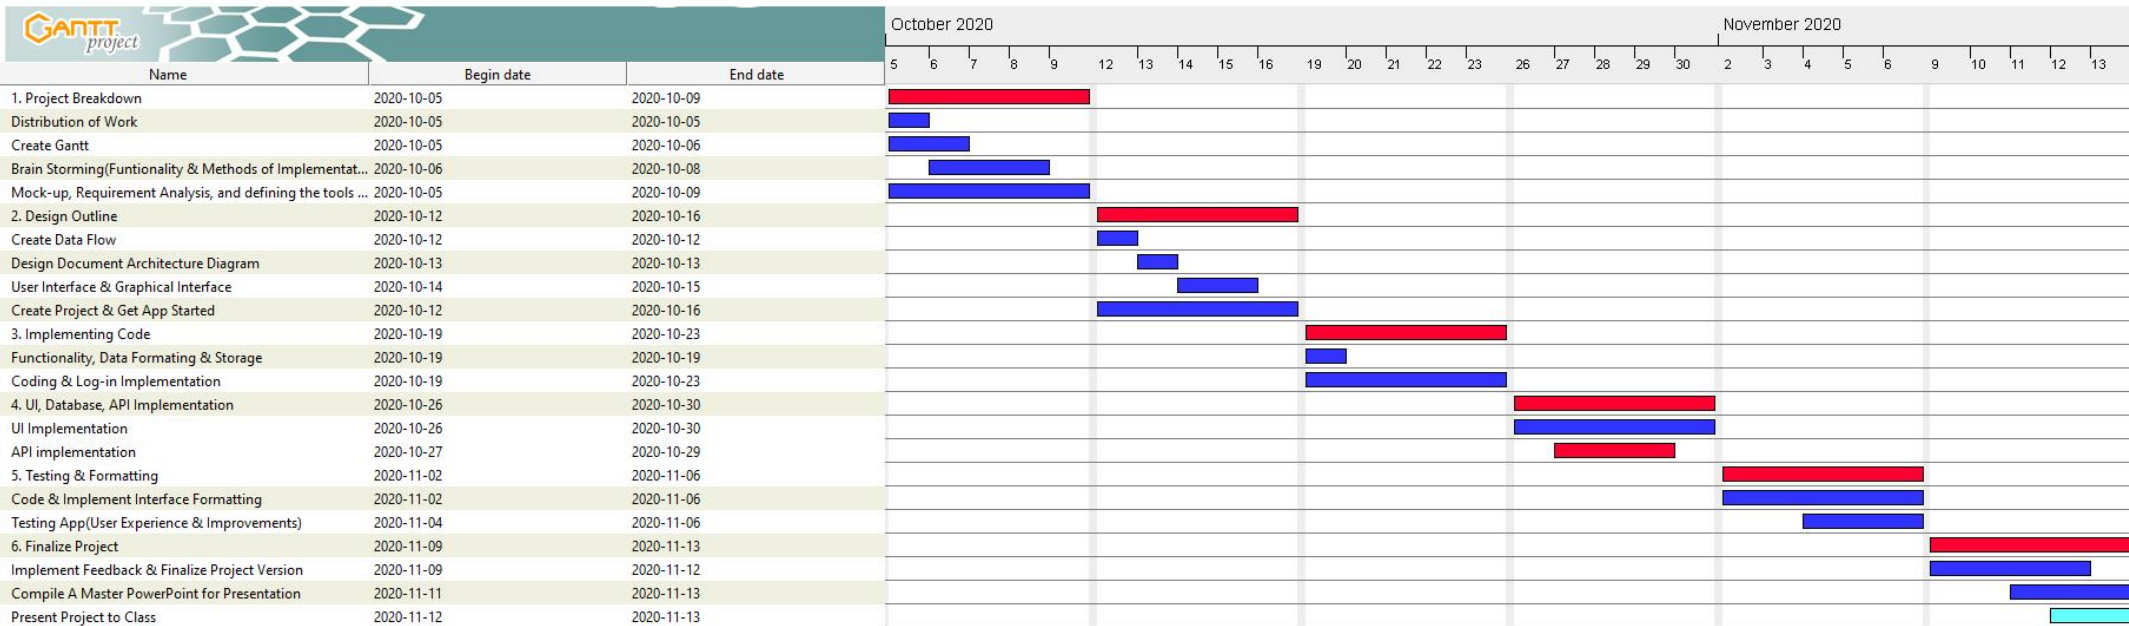 GANTT
project
October 2020 November 2020
5 6 7 8 9 12 13 14 15 16 19 20 21 22 23 26 27 28 29 30 2 3 4 5 6 9 10 11 12 13
Name Begin date End date
1. Project Breakdown 2020-10-05 2020-10-09
Distribution of Work 2020-10-05 2020-10-05
Create Gantt 2020-10-05 2020-10-06
Brain Storming(Funtionality & Methods of Implementat... 2020-10-06 2020-10-08
Mock-up, Requirement Analysis, and defining the tools ... 2020-10-05 2020-10-09
2. Design Outline 2020-10-12 2020-10-16
Create Data Flow 2020-10-12 2020-10-12
Design Document Architecture Diagram 2020-10-13 2020-10-13
User Interface & Graphical Interface 2020-10-14 2020-10-15
Create Project & Get App Started 2020-10-12 2020-10-16
3. Implementing Code 2020-10-19 2020-10-23
Functionality, Data Formating & Storage 2020-10-19 2020-10-19
Coding & Log-in Implementation 2020-10-19 2020-10-23
4. UI, Database, API Implementation 2020-10-26 2020-10-30
UI Implementation 2020-10-26 2020-10-30
API implementation 2020-10-27 2020-10-29
5. Testing & Formatting 2020-11-02 2020-11-06
Code & Implement Interface Formatting 2020-11-02 2020-11-06
Testing App(User Experience & Improvements) 2020-11-04 2020-11-06
6. Finalize Project 2020-11-09 2020-11-13
Implement Feedback & Finalize Project Version 2020-11-09 2020-11-12
Compile A Master PowerPoint for Presentation 2020-11-11 2020-11-13
Present Project to Class 2020-11-12 2020-11-13